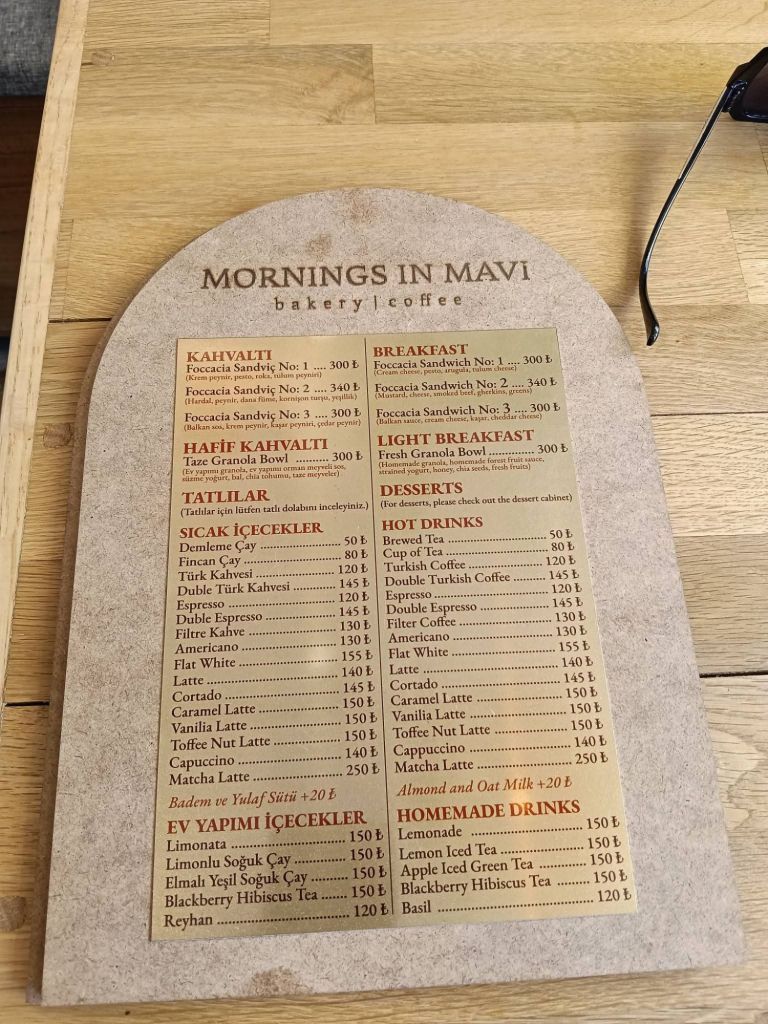 MORNINGS IN MAVİ
bakery | coffee
KAHVALTI
Foccacia Sandviç No: 1 .... 300 ₺
(Krem peynir, pesto, roka, tulum peyniri)
Foccacia Sandviç No: 2 .... 340 ₺
(Hardal, peynir, dana füme, kornişon turşu, yeşillik)
Foccacia Sandviç No: 3 .... 300 ₺
(Balkan sos, krem peynir, kaşar peyniri, çedar peyniri)
HAFİF KAHVALTI
Taze Granola Bowl .......... 300 ₺
(Ev yapımı granola, ev yapımı orman meyveli sos,
süzme yoğurt, bal, chia tohumu, taze meyveler)
TATLILAR
(Tatlılar için lütfen tatlı dolabını inceleyiniz.)
SICAK İÇECEKLER
Demleme Çay ........................ 50 ₺
Fincan Çay ............................ 80 ₺
Türk Kahvesi ........................ 120 ₺
Duble Türk Kahvesi ............. 145 ₺
Espresso ................................ 120 ₺
Duble Espresso ..................... 145 ₺
Filtre Kahve ......................... 130 ₺
Americano ............................ 130 ₺
Flat White ............................ 155 ₺
Latte ..................................... 140 ₺
Cortado ................................ 145 ₺
Caramel Latte ...................... 150 ₺
Vanilia Latte ........................ 150 ₺
Toffee Nut Latte .................. 150 ₺
Capuccino ............................ 140 ₺
Matcha Latte ........................ 250 ₺
Badem ve Yulaf Sütü +20 ₺
EV YAPIMI İÇECEKLER
Limonata .............................. 150 ₺
Limonlu Soğuk Çay .............. 150 ₺
Elmalı Yeşil Soğuk Çay .......... 150 ₺
Blackberry Hibiscus Tea ....... 150 ₺
Reyhan .................................. 120 ₺
BREAKFAST
Foccacia Sandwich No: 1 .... 300 ₺
(Cream cheese, pesto, arugula, tulum cheese)
Foccacia Sandwich No: 2 .... 340 ₺
(Mustard, cheese, smoked beef, gherkins, greens)
Foccacia Sandwich No: 3 .... 300 ₺
(Balkan sauce, cream cheese, kaşar, cheddar cheese)
LIGHT BREAKFAST
Fresh Granola Bowl .............. 300 ₺
(Homemade granola, homemade forest fruit sauce,
strained yogurt, honey, chia seeds, fresh fruits)
DESSERTS
(For desserts, please check out the dessert cabinet)
HOT DRINKS
Brewed Tea ............................ 50 ₺
Cup of Tea ............................. 80 ₺
Turkish Coffee ..................... 120 ₺
Double Turkish Coffee ......... 145 ₺
Espresso ................................ 120 ₺
Double Espresso ................... 145 ₺
Filter Coffee ......................... 130 ₺
Americano ............................ 130 ₺
Flat White ............................ 155 ₺
Latte ..................................... 140 ₺
Cortado ................................ 145 ₺
Caramel Latte ...................... 150 ₺
Vanilia Latte ........................ 150 ₺
Toffee Nut Latte .................. 150 ₺
Cappuccino .......................... 140 ₺
Matcha Latte ........................ 250 ₺
Almond and Oat Milk +20 ₺
HOMEMADE DRINKS
Lemonade ............................ 150 ₺
Lemon Iced Tea .................... 150 ₺
Apple Iced Green Tea ........... 150 ₺
Blackberry Hibiscus Tea ........ 150 ₺
Basil ...................................... 120 ₺